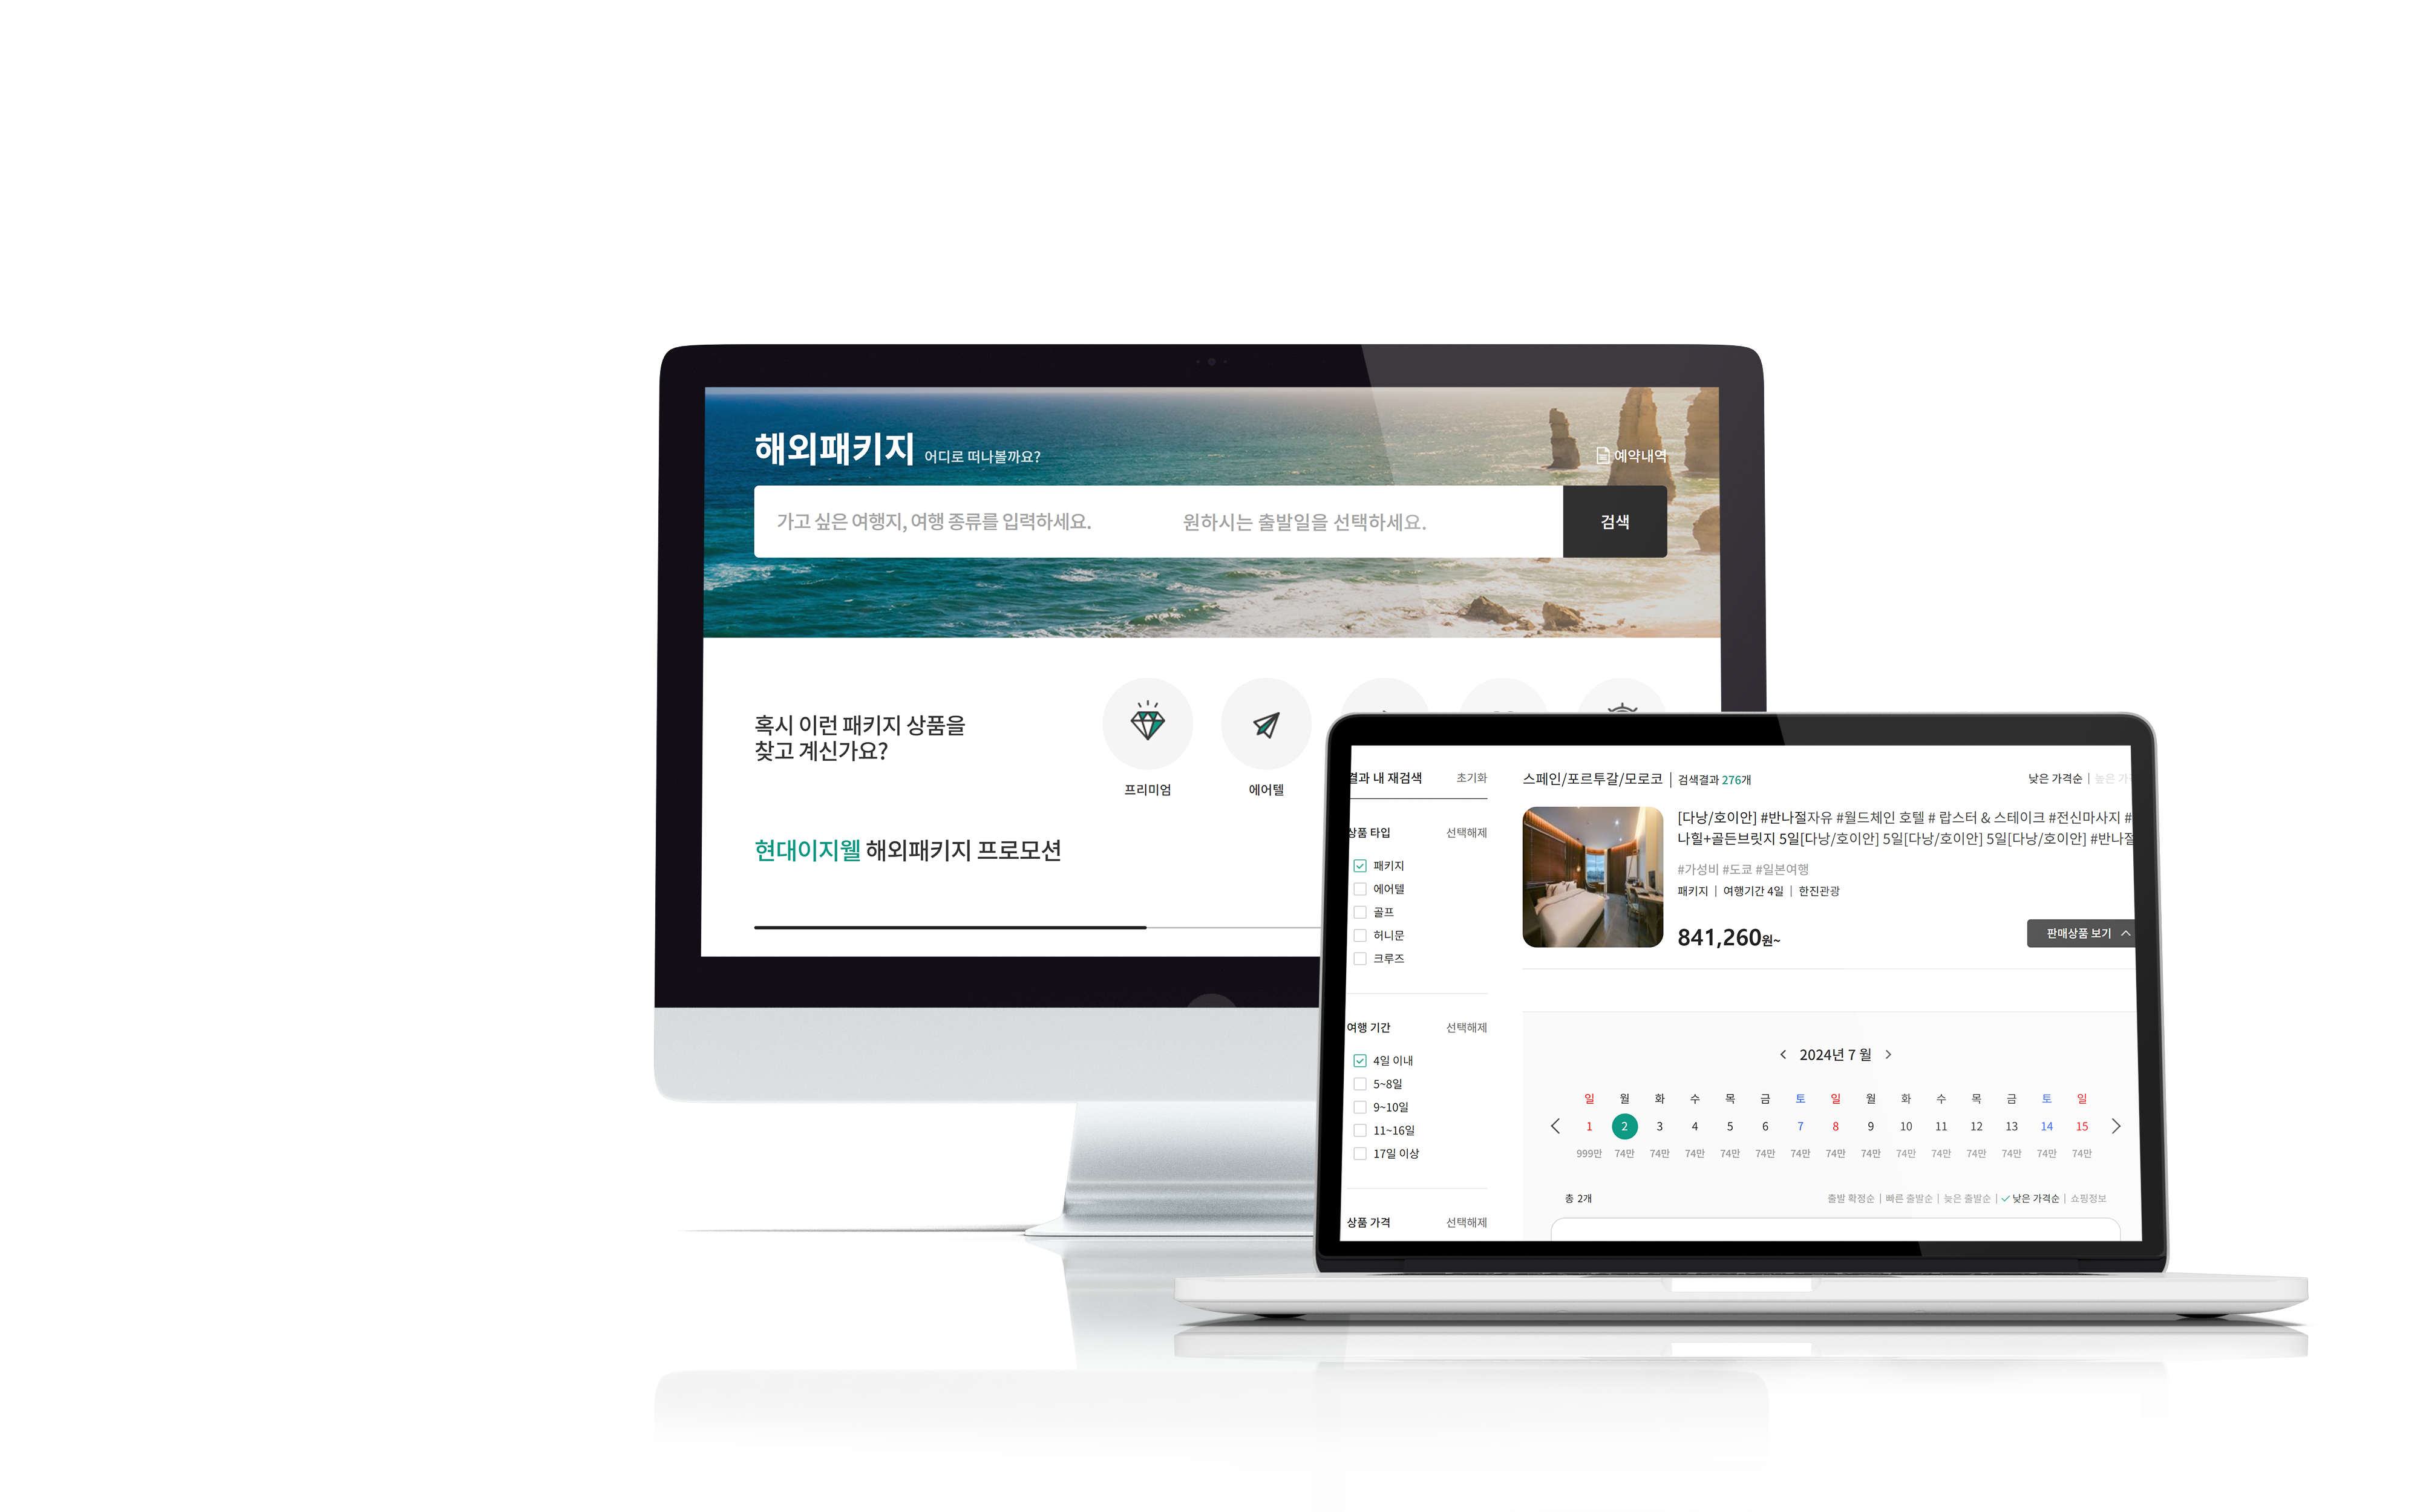 해외패키지 어디로 떠나볼까요?
예약내역
가고 싶은 여행지, 여행 종류를 입력하세요.
원하시는 출발일을 선택하세요.
검색
혹시 이런 패키지 상품을
찾고 계신가요?
프리미엄
에어텔
현대이지웰 해외패키지 프로모션
결과 내 재검색 초기화
상품 타입 선택해제
패키지
에어텔
골프
허니문
크루즈
여행 기간 선택해제
4일 이내
5~8일
9~10일
11~16일
17일 이상
상품 가격 선택해제
스페인/포르투갈/모로코 | 검색결과 276개
낮은 가격순 | 높은
[다낭/호이안] #반나절자유 #월드체인 호텔 # 랍스터 & 스테이크 #전신마사지 #
나힐+골든브릿지 5일[다낭/호이안] 5일[다낭/호이안] 5일[다낭/호이안] #반나절
#가성비 #도쿄 #일본여행
패키지 | 여행기간 4일 | 한진관광
841,260원~
판매상품 보기
2024년 7 월
일 월 화 수 목 금 토 일 월 화 수 목 금 토 일
1 2 3 4 5 6 7 8 9 10 11 12 13 14 15
999만 74만 74만 74만 74만 74만 74만 74만 74만 74만 74만 74만 74만 74만 74만
총 2개
출발 확정순 | 빠른 출발순 | 늦은 출발순 | 낮은 가격순 | 쇼핑정보